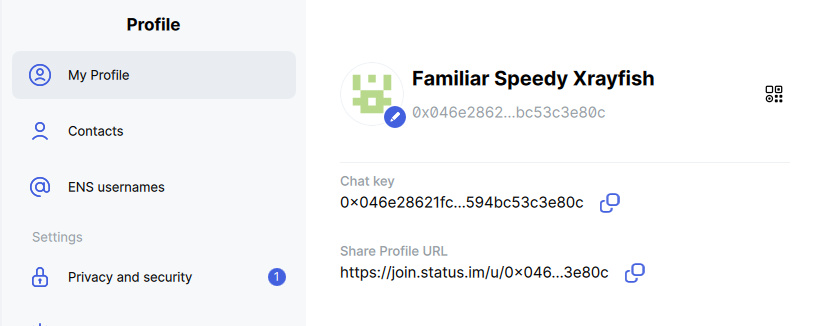 Profile
My Profile
Contacts
ENS usernames
Settings
Privacy and security
1
Familiar Speedy Xrayfish
0x046e2862...bc53c3e80c
Chat key
0×046e28621fc...594bc53c3e80c
Share Profile URL
https://join.status.im/u/0×046...3e80c